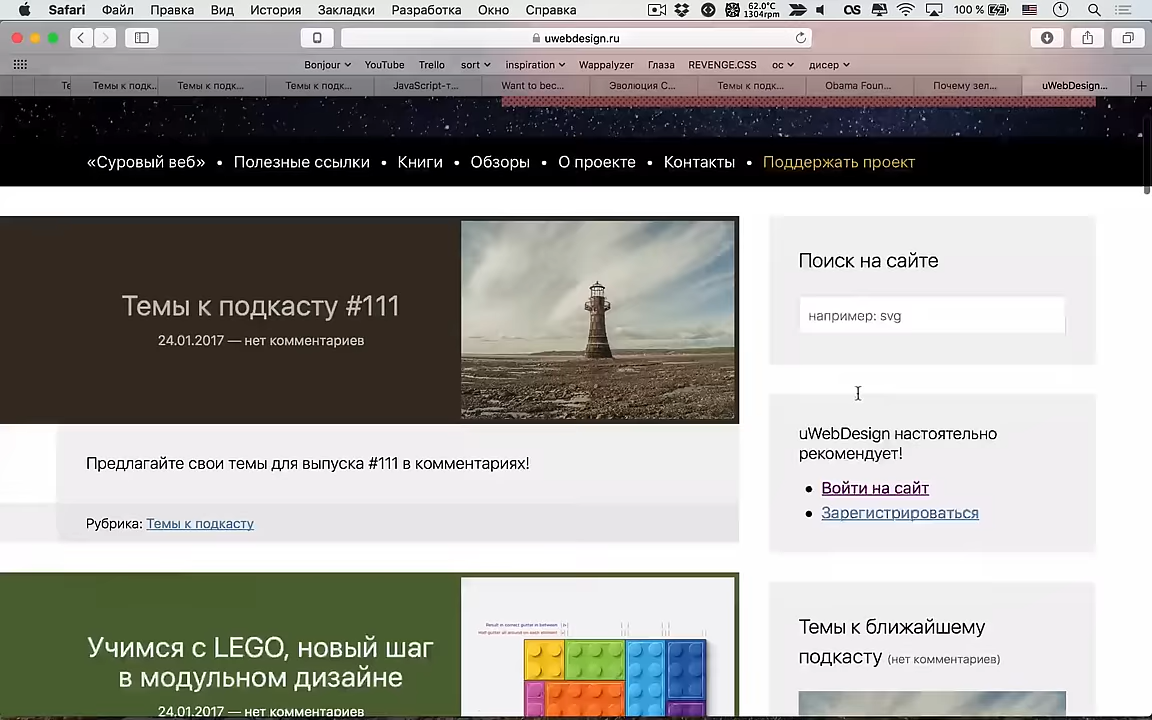 Safari Файл Правка Вид История Закладки Разработка Окно Справка 62.0°C 1304rpm 100 %
uwebdesign.ru
Bonjour YouTube Trello sort inspiration Wappalyzer Глаза REVENGE.CSS ос дисер
Те Темы к подк... Темы к подк... Темы к подк... JavaScript-т... Want to bec... Эволюция С... Темы к подк... Obama Foun... Почему зел... uWebDesign...
«Суровый веб» • Полезные ссылки • Книги • Обзоры • О проекте • Контакты • Поддержать проект
Темы к подкасту #111
24.01.2017 — нет комментариев
Предлагайте свои темы для выпуска #111 в комментариях!
Рубрика: Темы к подкасту
Учимся с LEGO, новый шаг
в модульном дизайне
24.01.2017 — нет комментариев
Поиск на сайте
например: svg
uWebDesign настоятельно
рекомендует!
• Войти на сайт
• Зарегистрироваться
Темы к ближайшему
подкасту (нет комментариев)